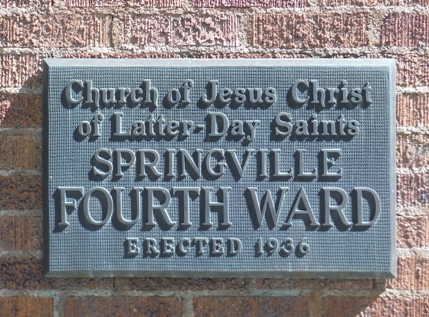 Church of Jesus Christ
of Latter-Day Saints
SPRINGVILLE
FOURTH WARD
ERECTED 1936